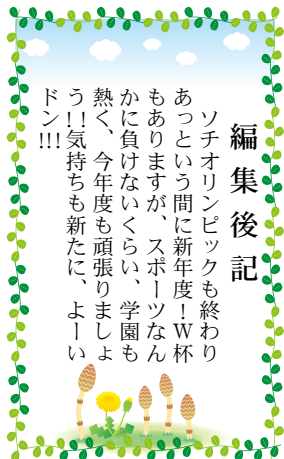 編集後記
ソチオリンピックも終わり
あっという間に新年度！Ｗ杯
もありますが、スポーツなん
かに負けないくらい、学園も
熱く、今年度も頑張りましょ
う!!気持ちも新たに、よーい
ドン!!!